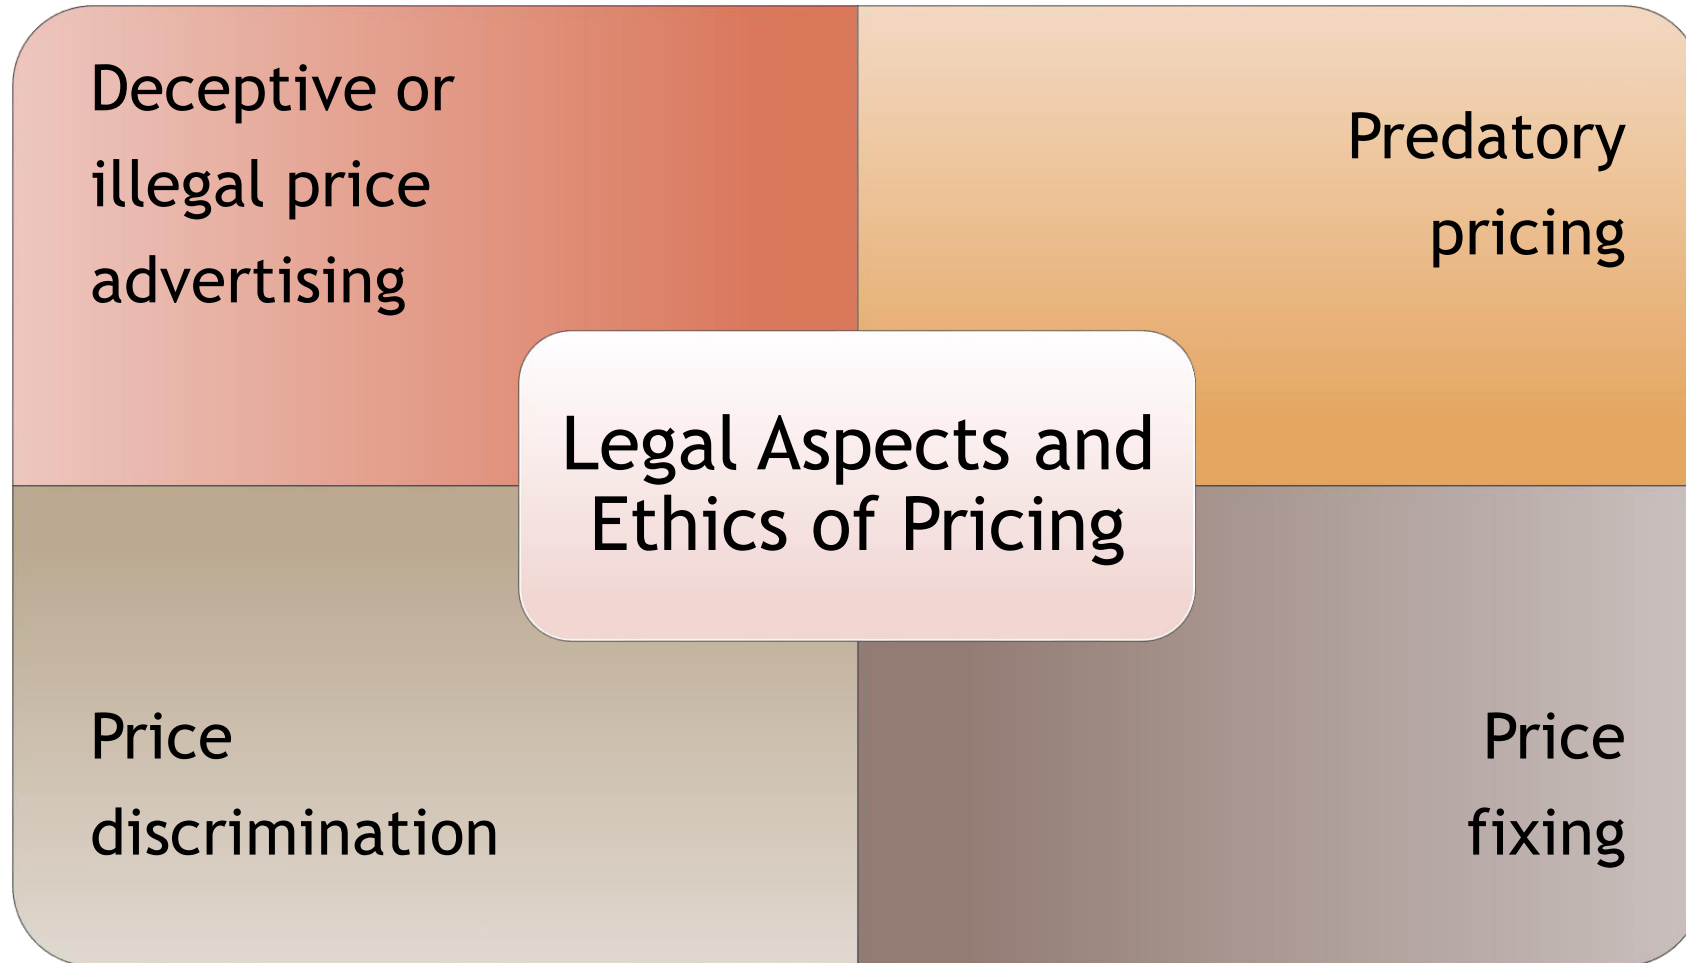 Deceptive or
illegal price
advertising
Predatory
pricing
Legal Aspects and
Ethics of Pricing
Price
discrimination
Price
fixing